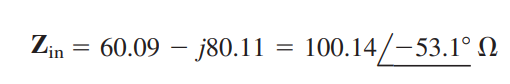 Zin = 60.09 − j80.11 = 100.14/−53.1° Ω